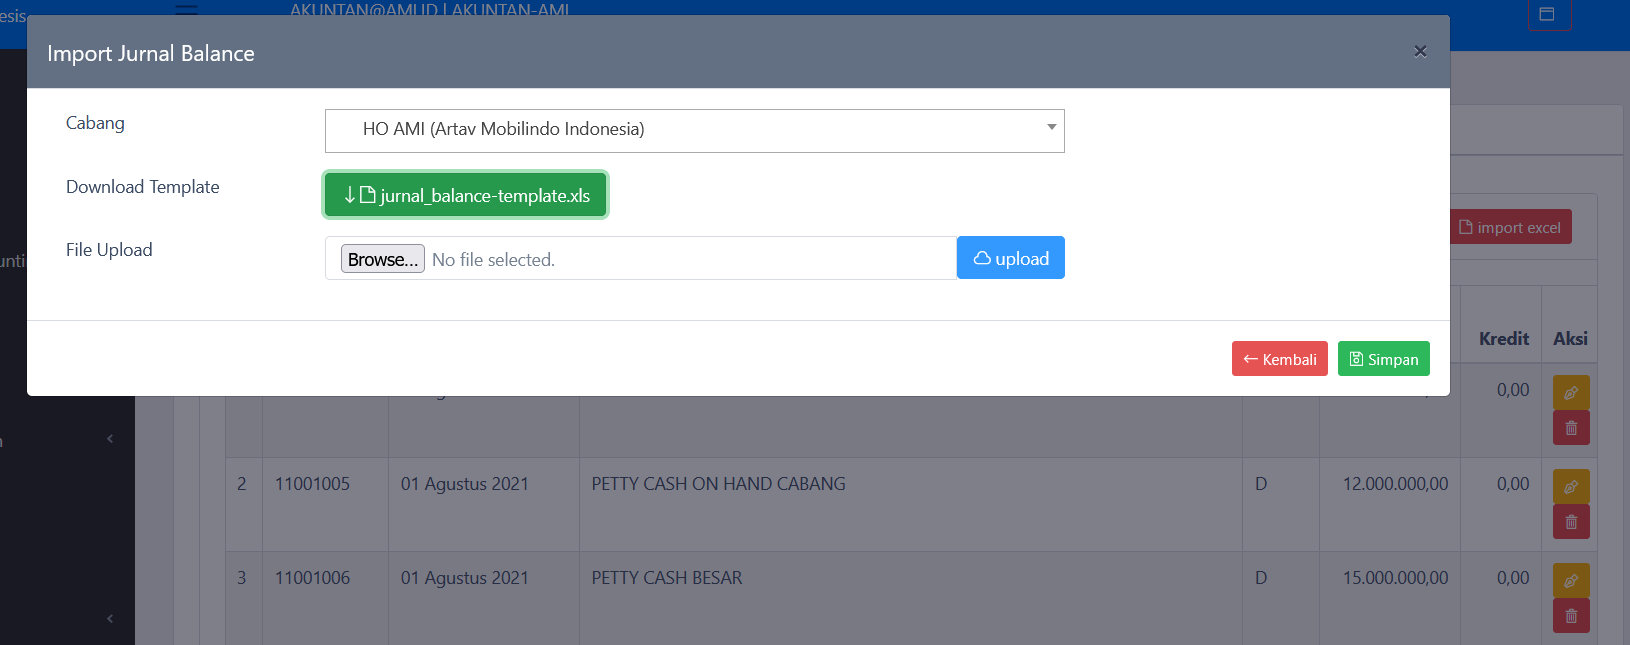 esis
AKUNTAN@AMI.ID | AKUNTAN-AMI
Import Jurnal Balance
×
Cabang
HO AMI (Artav Mobilindo Indonesia)
Download Template
jurnal_balance-template.xls
File Upload
Browse... No file selected.
upload
Kembali
Simpan
import excel
unti
Kredit Aksi
0,00
2 11001005 01 Agustus 2021 PETTY CASH ON HAND CABANG D 12.000.000,00 0,00
3 11001006 01 Agustus 2021 PETTY CASH BESAR D 15.000.000,00 0,00